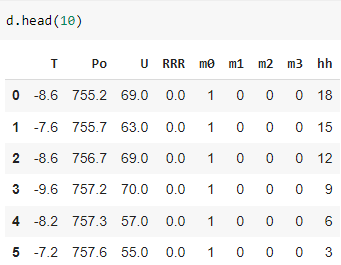 d.head(10)
T Po U RRR m0 m1 m2 m3 hh
0 -8.6 755.2 69.0 0.0 1 0 0 0 18
1 -7.6 755.7 63.0 0.0 1 0 0 0 15
2 -8.6 756.7 69.0 0.0 1 0 0 0 12
3 -9.6 757.2 70.0 0.0 1 0 0 0 9
4 -8.2 757.3 57.0 0.0 1 0 0 0 6
5 -7.2 757.6 55.0 0.0 1 0 0 0 3